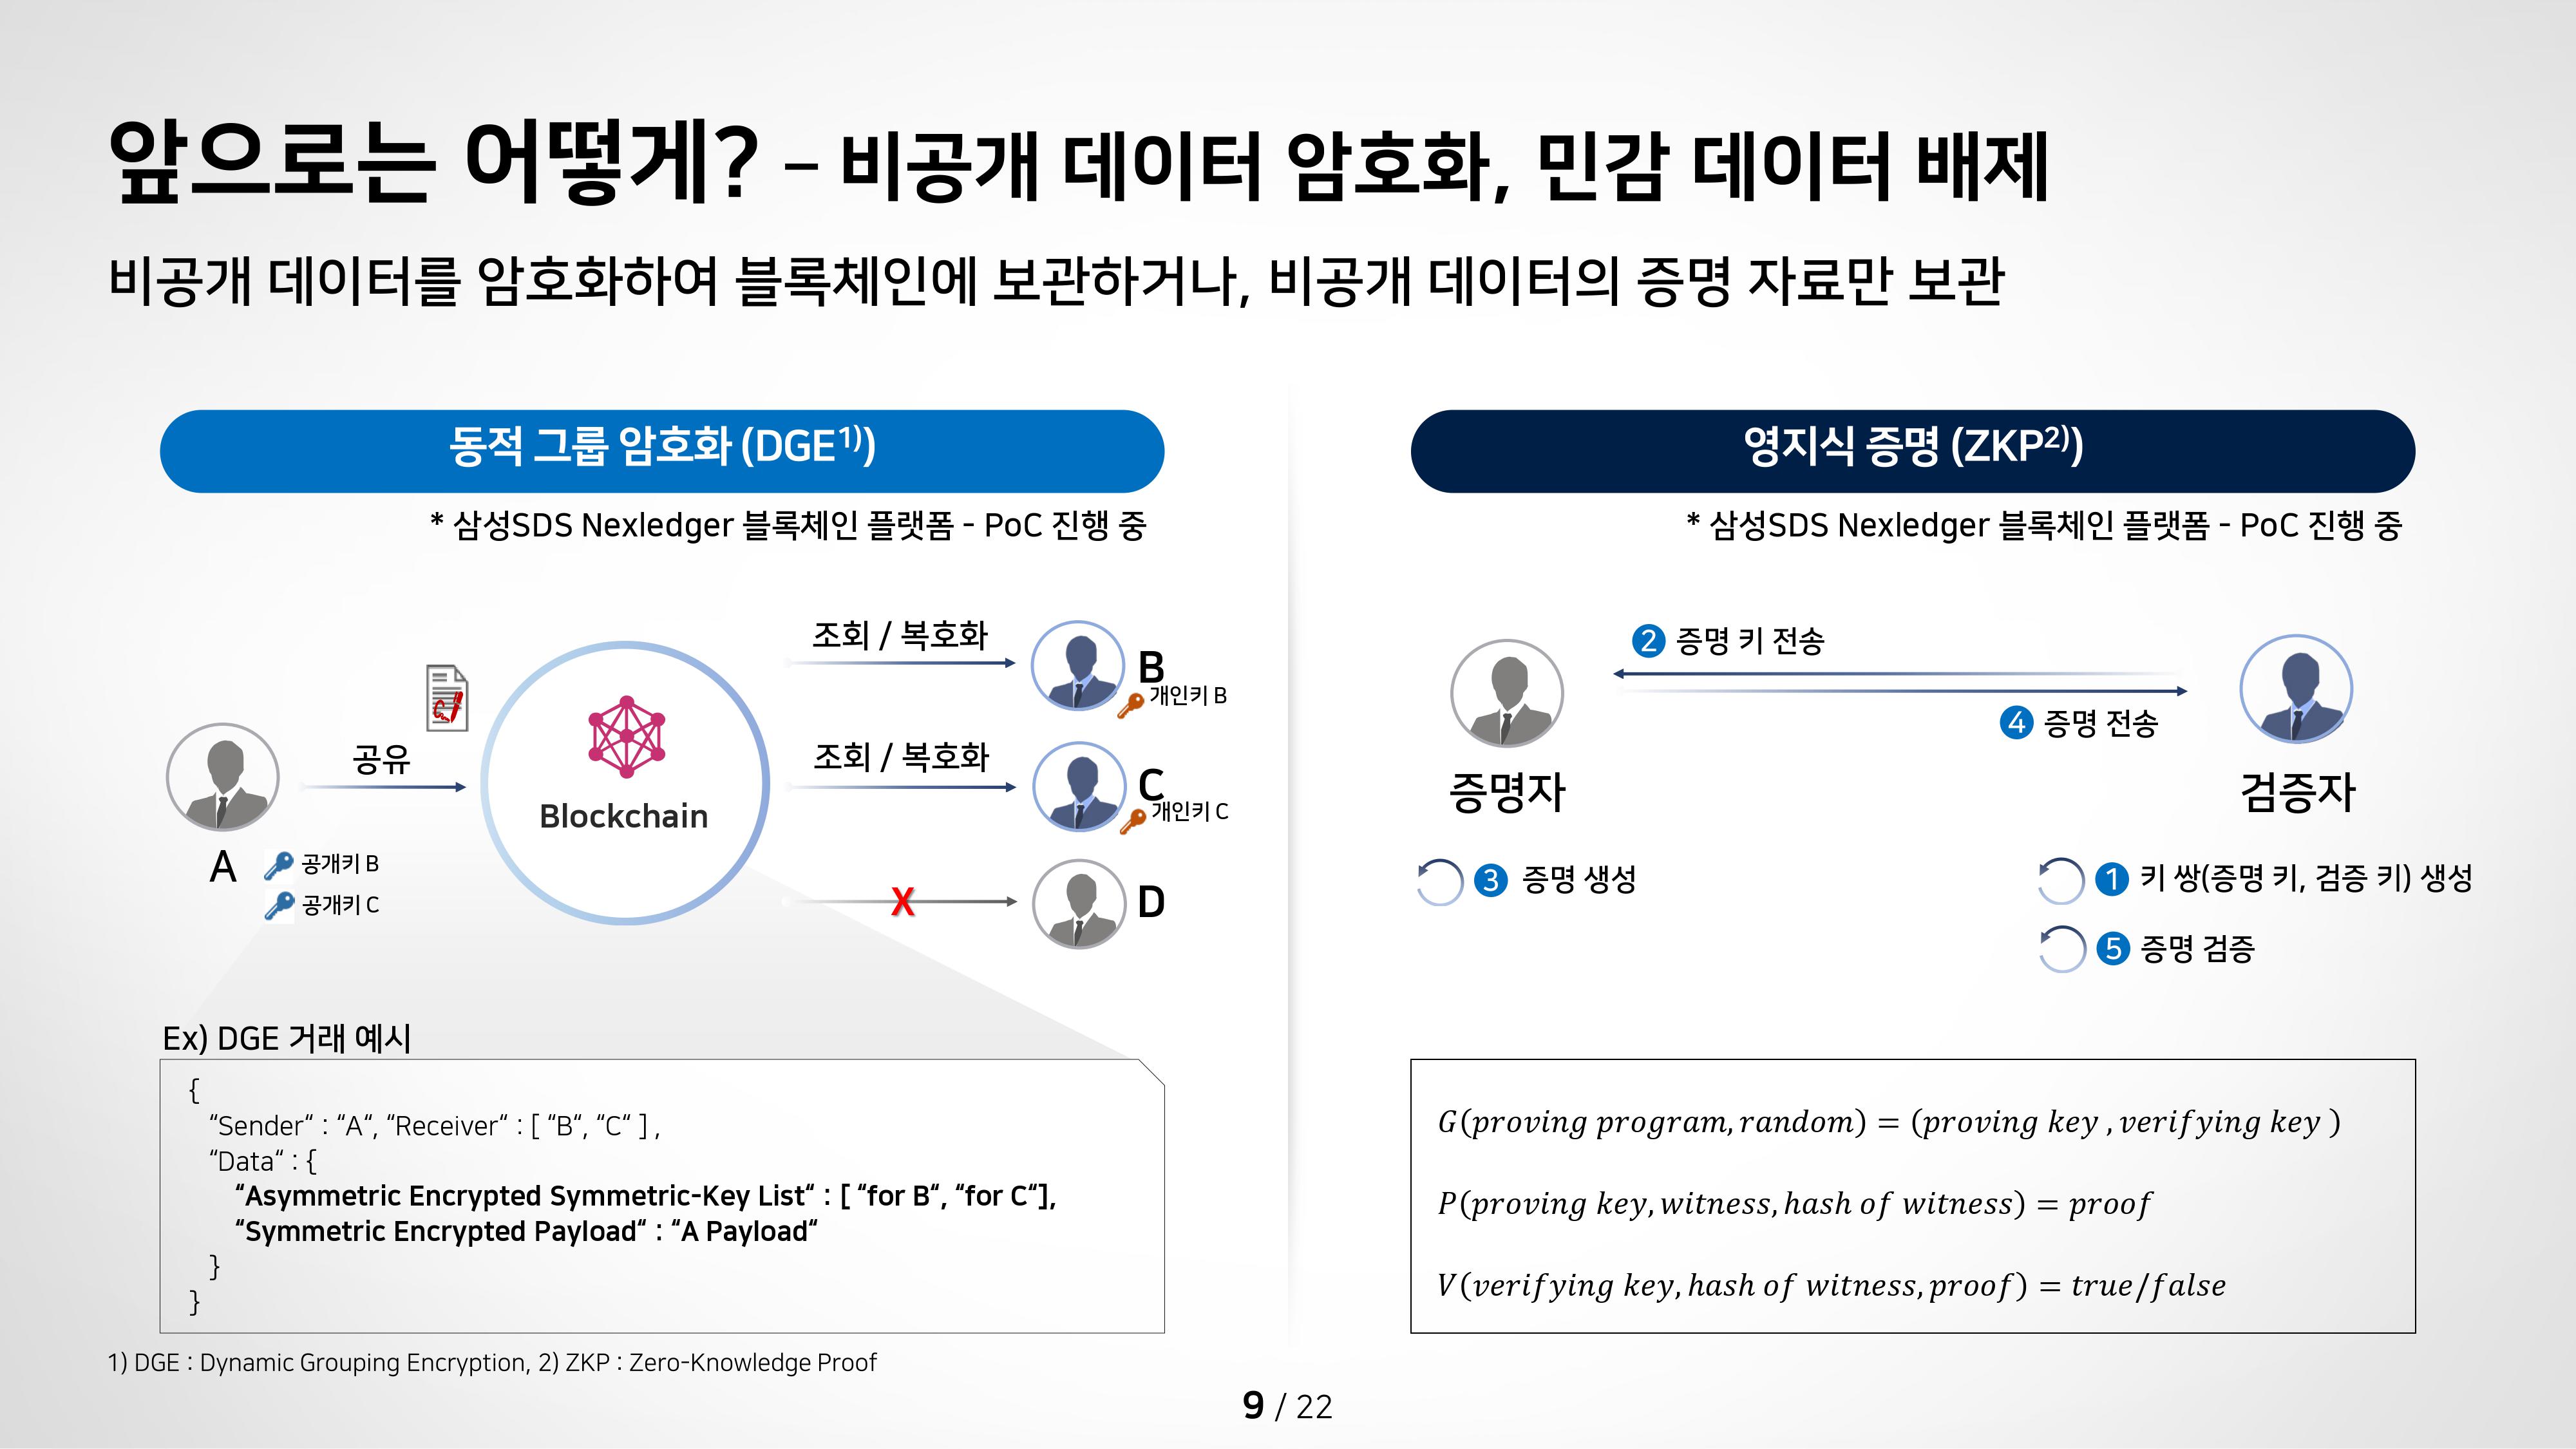 앞으로는 어떻게? – 비공개 데이터 암호화, 민감 데이터 배제
비공개 데이터를 암호화하여 블록체인에 보관하거나, 비공개 데이터의 증명 자료만 보관
동적 그룹 암호화 (DGE1))
* 삼성SDS Nexledger 블록체인 플랫폼 - PoC 진행 중
공유
A
공개키 B
공개키 C
Blockchain
조회 / 복호화
B
개인키 B
조회 / 복호화
C
개인키 C
X
D
Ex) DGE 거래 예시
{
“Sender“ : “A“, “Receiver“ : [ “B“, “C“ ] ,
“Data“ : {
“Asymmetric Encrypted Symmetric-Key List“ : [ “for B“, “for C“],
“Symmetric Encrypted Payload“ : “A Payload“
}
}
영지식 증명 (ZKP2))
* 삼성SDS Nexledger 블록체인 플랫폼 - PoC 진행 중
2 증명 키 전송
4 증명 전송
증명자
검증자
3 증명 생성
1 키 쌍(증명 키, 검증 키) 생성
5 증명 검증
G(proving program, random) = (proving key , verifying key )
P(proving key, witness, hash of witness) = proof
V(verifying key, hash of witness, proof) = true/false
1) DGE : Dynamic Grouping Encryption, 2) ZKP : Zero-Knowledge Proof
9 / 22